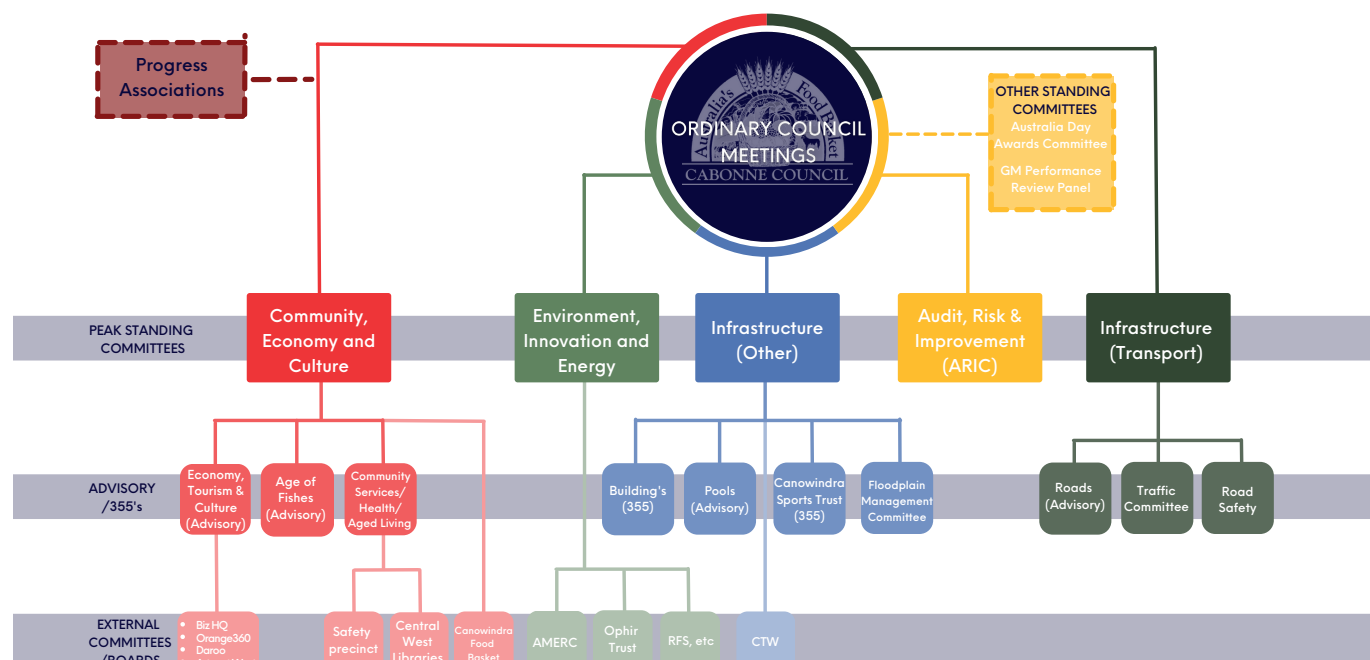 Progress
Associations
Australia's
Food Basket
ORDINARY COUNCIL
MEETINGS
CABONNE COUNCIL
OTHER STANDING
COMMITTEES
Australia Day
Awards Committee
GM Performance
Review Panel
PEAK STANDING
COMMITTEES
Community,
Economy and
Culture
Environment,
Innovation and
Energy
Infrastructure
(Other)
Audit, Risk &
Improvement
(ARIC)
Infrastructure
(Transport)
ADVISORY
/355's
Economy,
Tourism &
Culture
(Advisory)
Age of
Fishes
(Advisory)
Community
Services/
Health/
Aged Living
Building's
(355)
Pools
(Advisory)
Canowindra
Sports Trust
(355)
Floodplain
Management
Committee
Roads
(Advisory)
Traffic
Committee
Road
Safety
EXTERNAL
COMMITTEES
/BOARDS
• Biz HQ
• Orange360
• Daroo
Safety
precinct
Central
West
Libraries
Canowindra
Food
Basket
AMERC
Ophir
Trust
RFS, etc
CTW